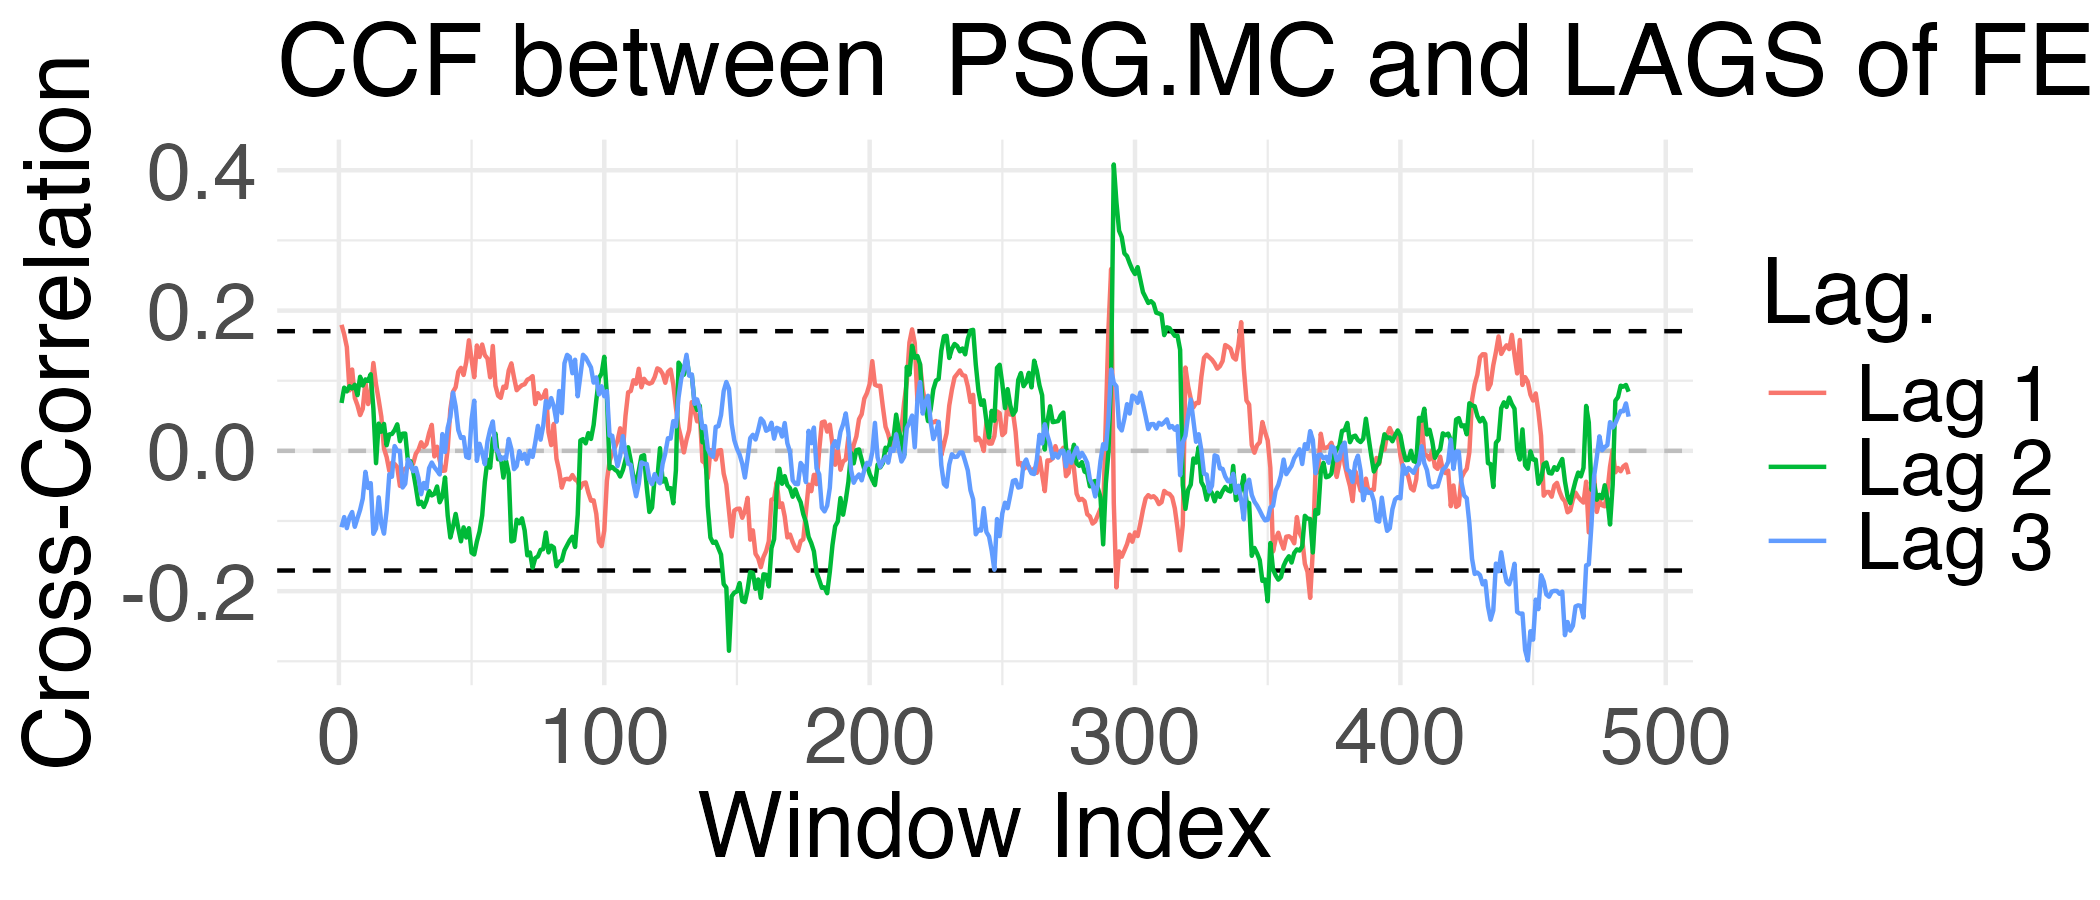 CCF between  PSG.MC and LAGS of FE
Cross-Correlation
0.4
0.2
0.0
-0.2
0
100
200
300
400
500
Window Index
Lag.
Lag 1
Lag 2
Lag 3